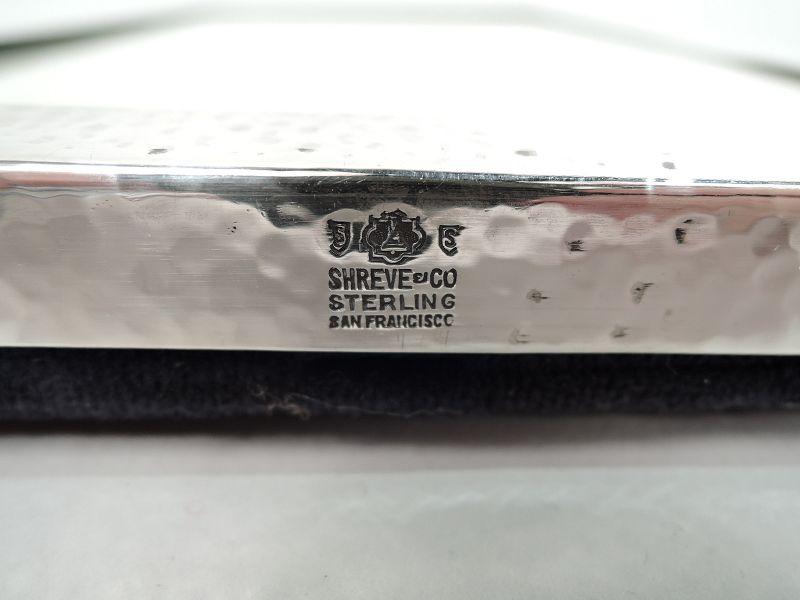 S Z S
SHREVE & CO
STERLING
SAN FRANCISCO